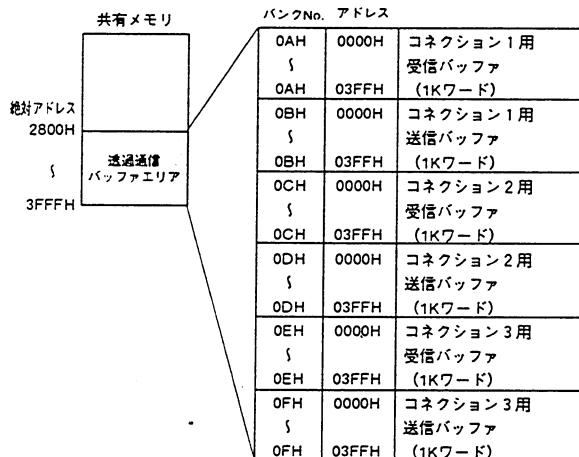 共有メモリ
絶対アドレス
2800H
〜
3FFFH
透過通信
バッファエリア
バンクNo. アドレス
0AH 0000H コネクション1用
〜 受信バッファ
0AH 03FFH (1Kワード)
0BH 0000H コネクション1用
〜 送信バッファ
0BH 03FFH (1Kワード)
0CH 0000H コネクション2用
〜 受信バッファ
0CH 03FFH (1Kワード)
0DH 0000H コネクション2用
〜 送信バッファ
0DH 03FFH (1Kワード)
0EH 0000H コネクション3用
〜 受信バッファ
0EH 03FFH (1Kワード)
0FH 0000H コネクション3用
〜 送信バッファ
0FH 03FFH (1Kワード)